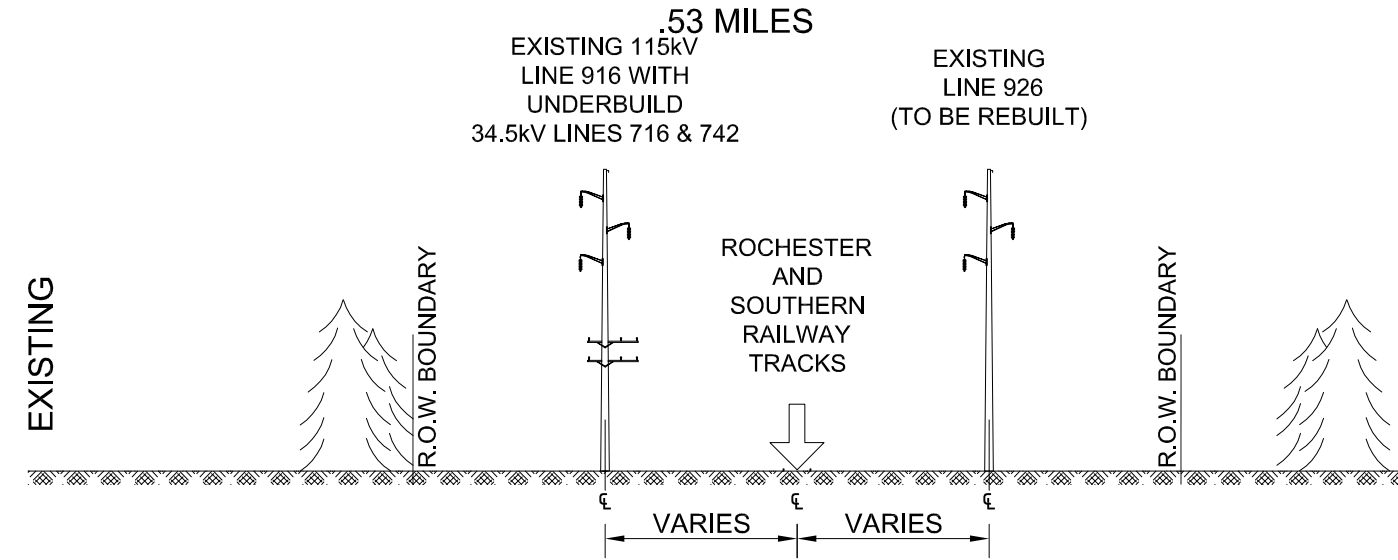 .53 MILES
EXISTING 115kV
LINE 916 WITH
UNDERBUILD
34.5kV LINES 716 & 742
EXISTING
LINE 926
(TO BE REBUILT)
ROCHESTER
AND
SOUTHERN
RAILWAY
TRACKS
EXISTING
R.O.W. BOUNDARY
R.O.W. BOUNDARY
℄
℄
℄
VARIES
VARIES